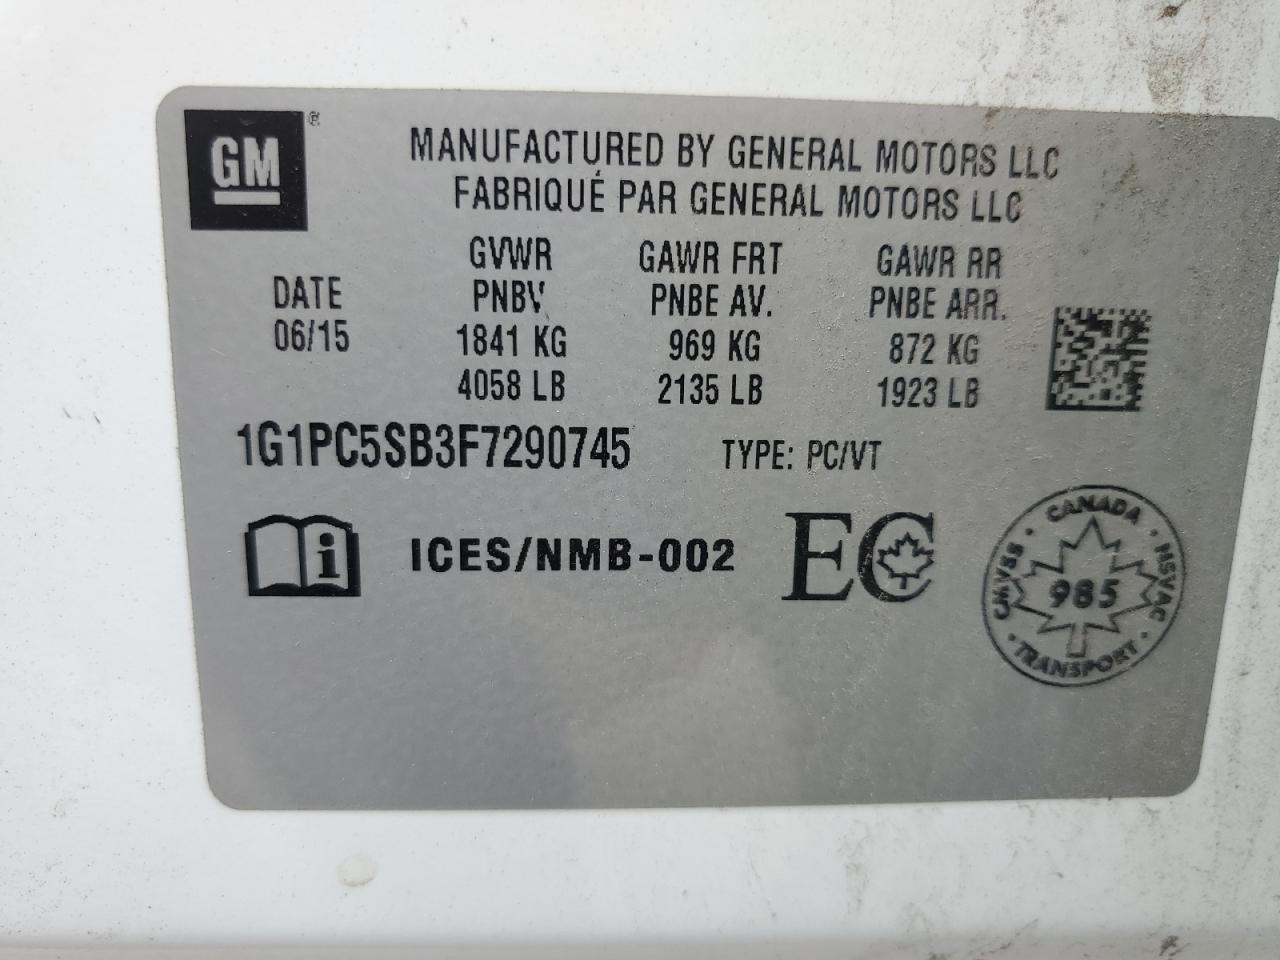 GM ®
MANUFACTURED BY GENERAL MOTORS LLC
FABRIQUÉ PAR GENERAL MOTORS LLC
DATE
06/15
GVWR
PNBV
1841 KG
4058 LB
GAWR FRT
PNBE AV.
969 KG
2135 LB
GAWR RR
PNBE ARR.
872 KG
1923 LB
1G1PC5SB3F7290745 TYPE: PC/VT
i ICES/NMB-002 EC
· CANADA ·
CMVSS 985 NSVAC
· TRANSPORT ·